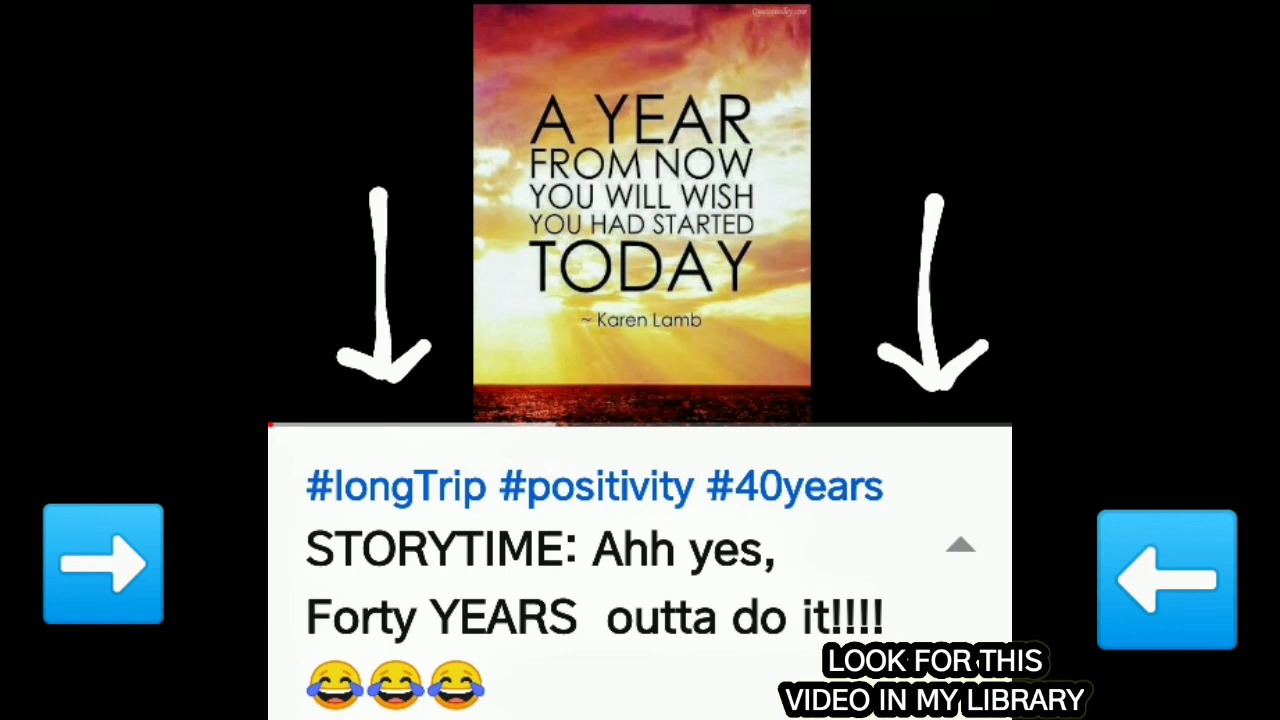 A YEAR
FROM NOW
YOU WILL WISH
YOU HAD STARTED
TODAY
~ Karen Lamb
#longTrip #positivity #40years
STORYTIME: Ahh yes,
Forty YEARS outta do it!!!!
😂😂😂
LOOK FOR THIS
VIDEO IN MY LIBRARY